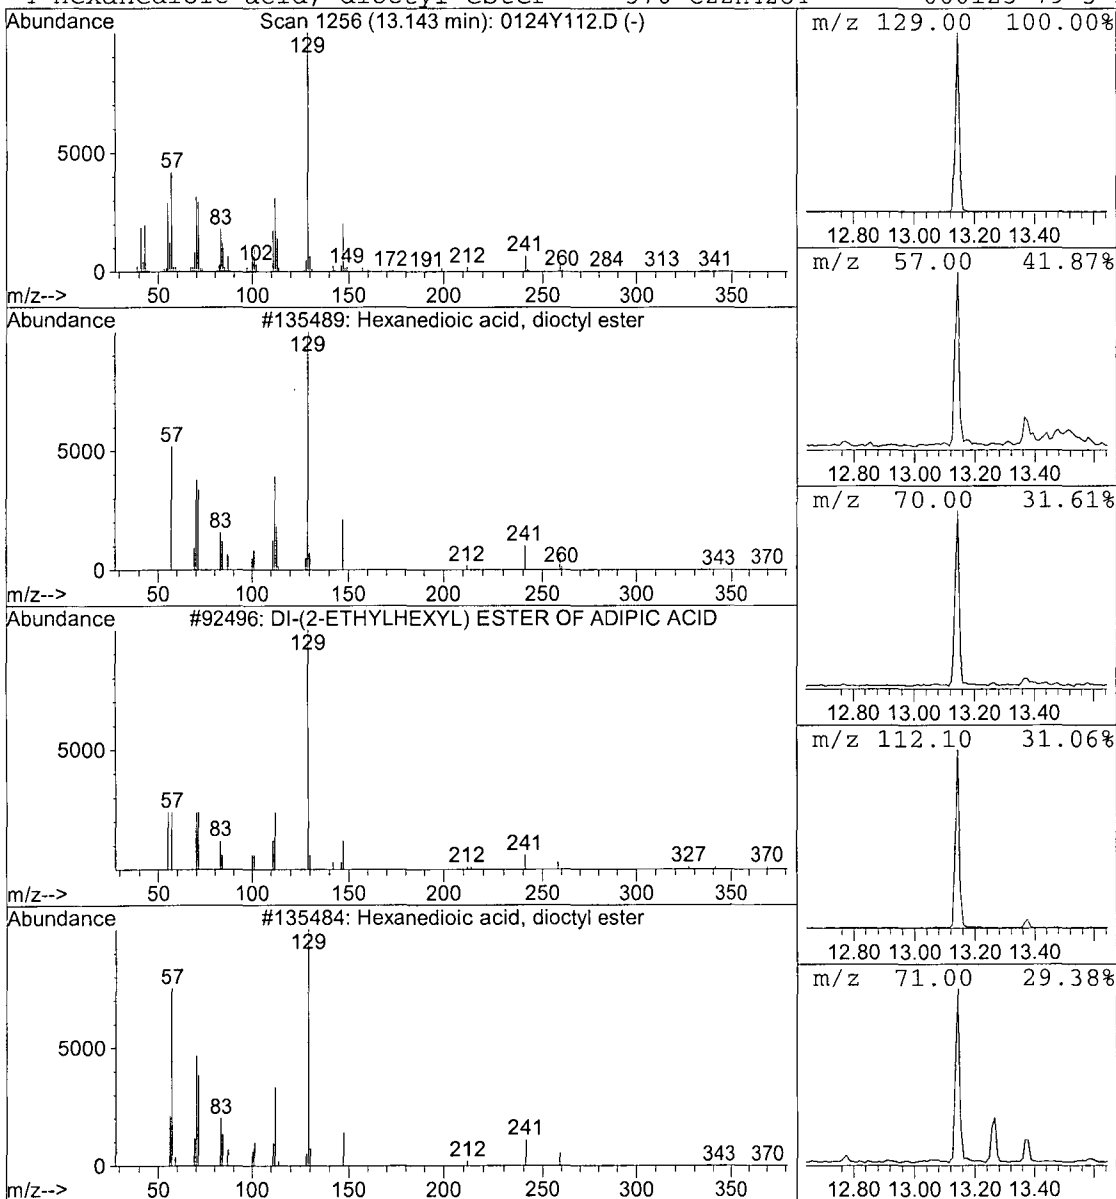 Abundance Scan 1256 (13.143 min): 0124Y112.D (-)
129
5000
57
83
102 149 172 191 212 241 260 284 313 341
0
m/z--> 50 100 150 200 250 300 350
Abundance #135489: Hexanedioic acid, dioctyl ester
129
57
5000
83
212 241 260 343 370
0
m/z--> 50 100 150 200 250 300 350
Abundance #92496: DI-(2-ETHYLHEXYL) ESTER OF ADIPIC ACID
129
5000
57
83
212 241 327 370
0
m/z--> 50 100 150 200 250 300 350
Abundance #135484: Hexanedioic acid, dioctyl ester
129
57
5000
83
212 241 343 370
0
m/z--> 50 100 150 200 250 300 350
m/z 129.00 100.00%
12.80 13.00 13.20 13.40
m/z 57.00 41.87%
12.80 13.00 13.20 13.40
m/z 70.00 31.61%
12.80 13.00 13.20 13.40
m/z 112.10 31.06%
12.80 13.00 13.20 13.40
m/z 71.00 29.38%
12.80 13.00 13.20 13.40